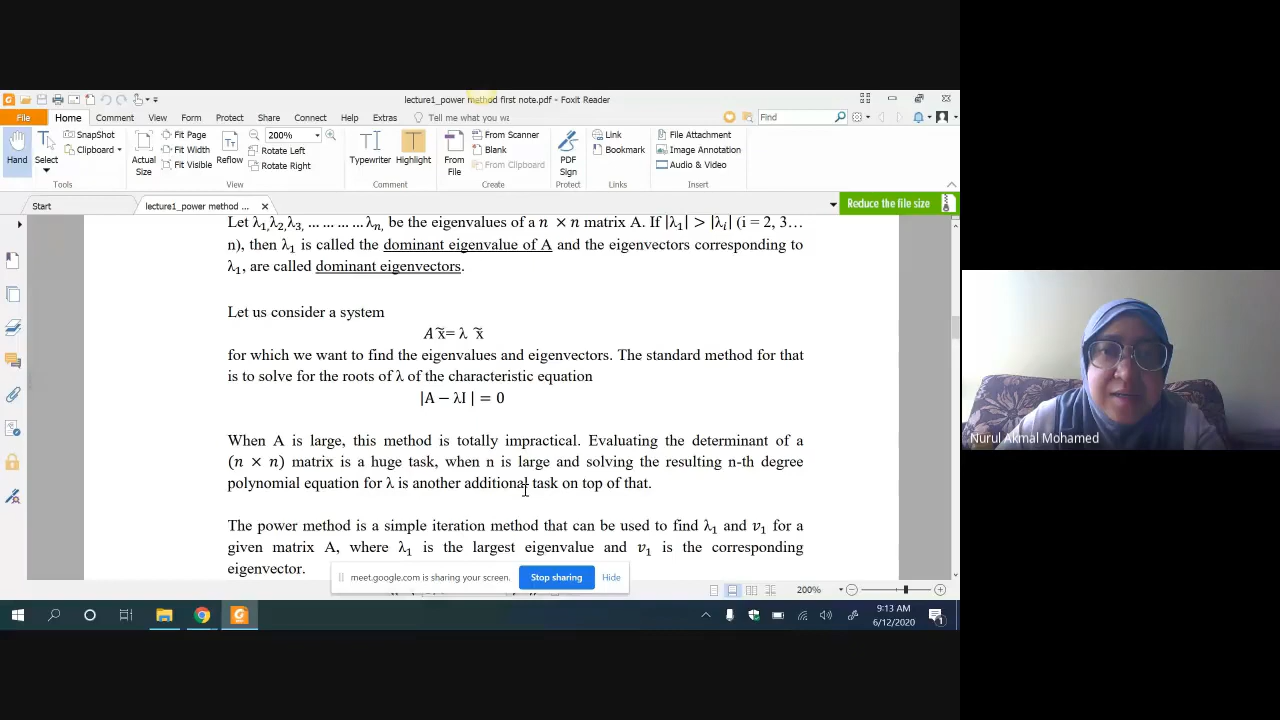 lecture1_power method first note.pdf - Foxit Reader
File Home Comment View Form Protect Share Connect Help Extras Tell me what you wa Find
SnapShot Fit Page 200% From Scanner Link File Attachment
Clipboard Fit Width Rotate Left Blank Bookmark Image Annotation
Hand Select Actual Size Fit Visible Reflow Rotate Right Typewriter Highlight From File From Clipboard PDF Sign Audio & Video
Tools View Comment Create Protect Links Insert
Start lecture1_power method ... Reduce the file size
Let λ1,λ2,λ3, … … … … λn, be the eigenvalues of a n × n matrix A. If |λ1| > |λi| (i = 2, 3…
n), then λ1 is called the dominant eigenvalue of A and the eigenvectors corresponding to
λ1, are called dominant eigenvectors.
Let us consider a system
A x̃= λ x̃
for which we want to find the eigenvalues and eigenvectors. The standard method for that
is to solve for the roots of λ of the characteristic equation
|A − λI | = 0
When A is large, this method is totally impractical. Evaluating the determinant of a
(n × n) matrix is a huge task, when n is large and solving the resulting n-th degree
polynomial equation for λ is another additional task on top of that.
The power method is a simple iteration method that can be used to find λ1 and v1 for a
given matrix A, where λ1 is the largest eigenvalue and v1 is the corresponding
eigenvector.
meet.google.com is sharing your screen. Stop sharing Hide
200%
9:13 AM
6/12/2020
Nurul Akmal Mohamed